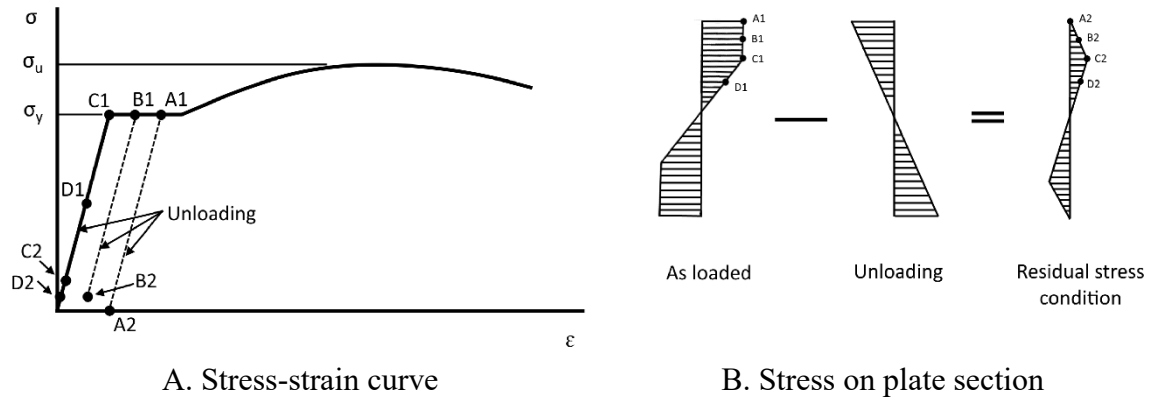 σ
σu
σy
C1 B1 A1
D1
Unloading
C2
D2
B2
A2
ε
A. Stress-strain curve
A1
B1
C1
D1
A2
B2
C2
D2
As loaded
Unloading
Residual stress
condition
B. Stress on plate section